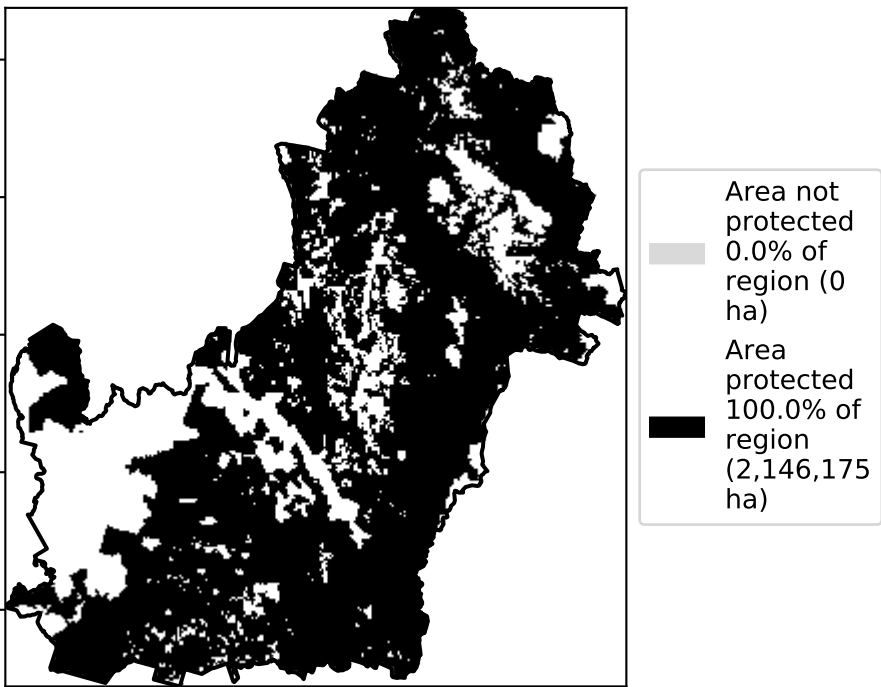 Area not
protected
0.0% of
region (0
ha)
Area
protected
100.0% of
region
(2,146,175
ha)